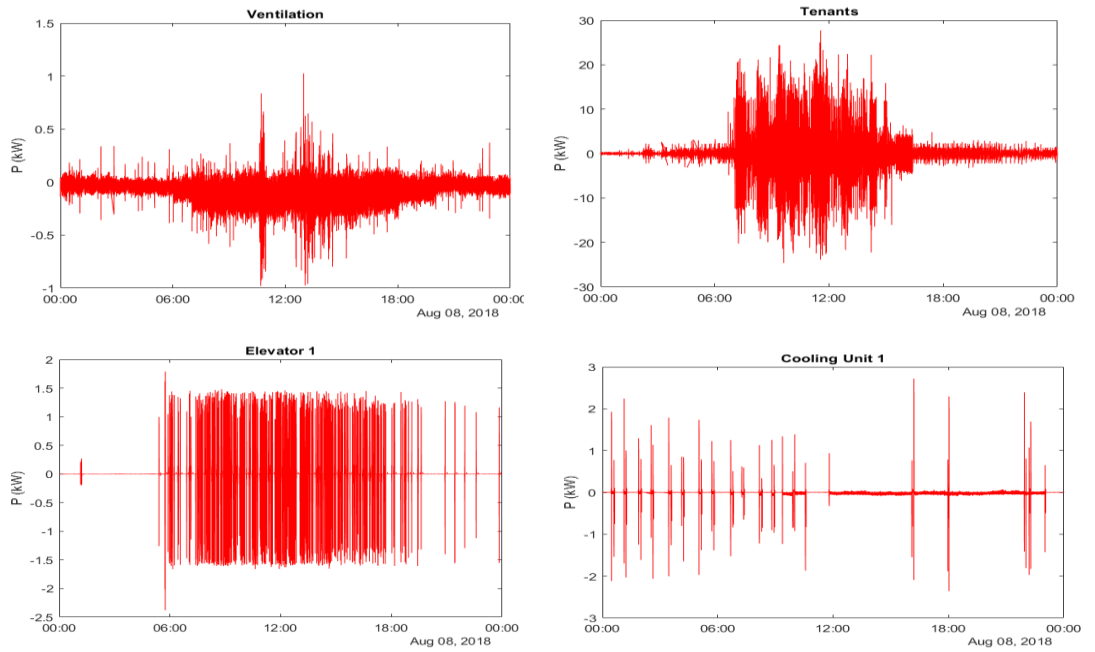 Ventilation
1.5
1
0.5
0
-0.5
-1
P (kW)
00:00 06:00 12:00 18:00 00:00
Aug 08, 2018
Tenants
30
20
10
0
-10
-20
-30
P (kW)
00:00 06:00 12:00 18:00 00:00
Aug 08, 2018
Elevator 1
2
1.5
1
0.5
0
-0.5
-1
-1.5
-2
-2.5
P (kW)
00:00 06:00 12:00 18:00 00:00
Aug 08, 2018
Cooling Unit 1
3
2
1
0
-1
-2
-3
P (kW)
00:00 06:00 12:00 18:00 00:00
Aug 08, 2018